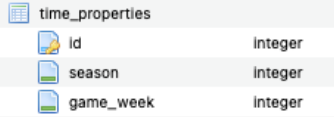 time_properties
id integer
season integer
game_week integer